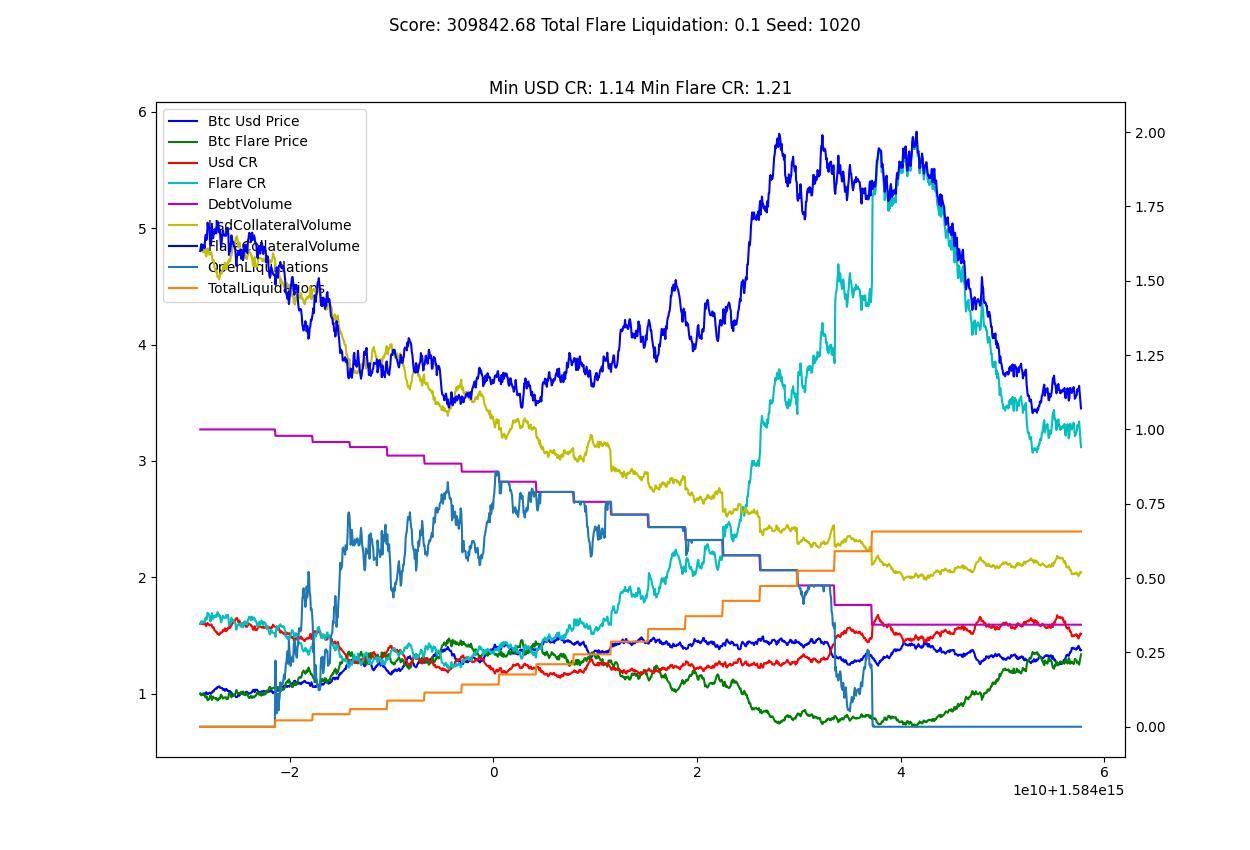 Score: 309842.68 Total Flare Liquidation: 0.1 Seed: 1020
Min USD CR: 1.14 Min Flare CR: 1.21
Btc Usd Price
Btc Flare Price
Usd CR
Flare CR
DebtVolume
UsdCollateralVolume
FlareCollateralVolume
OpenLiquidations
TotalLiquidations
6
5
4
3
2
1
2.00
1.75
1.50
1.25
1.00
0.75
0.50
0.25
0.00
−2
0
2
4
6
1e10+1.584e15